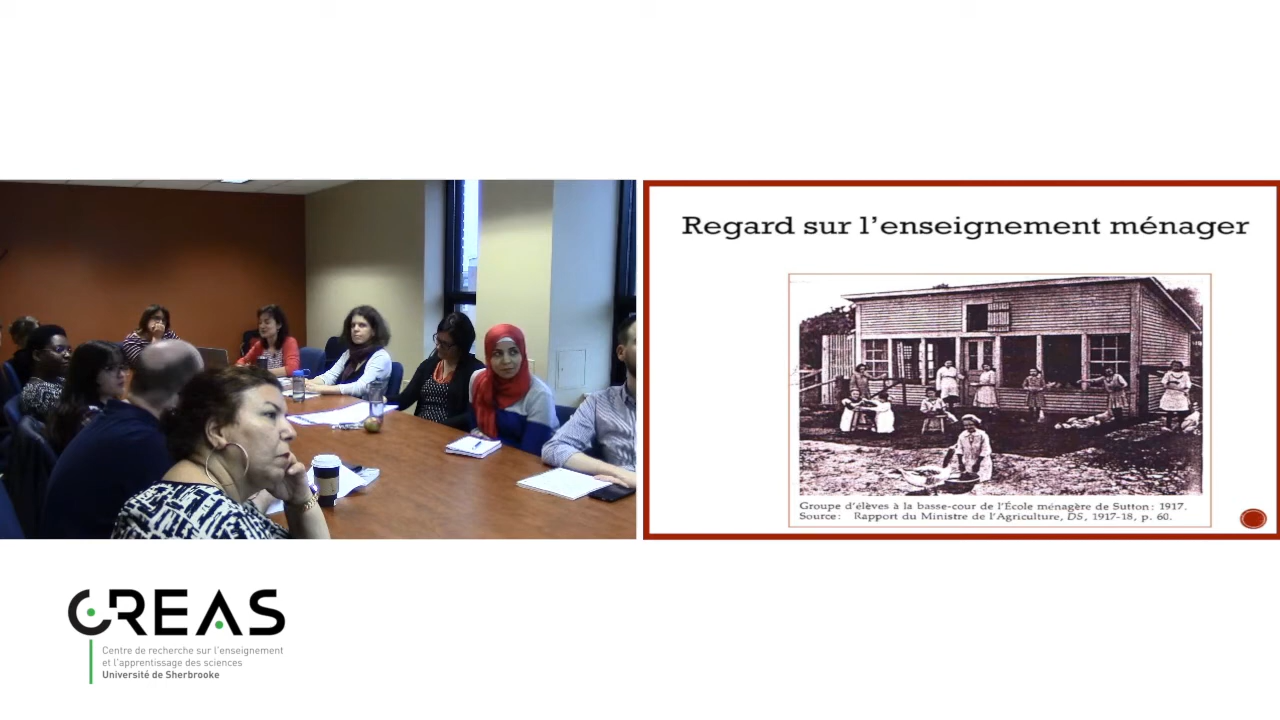 Regard sur l'enseignement ménager
Groupe d'élèves à la basse-cour de l'École ménagère de Sutton : 1917.
Source : Rapport du Ministre de l'Agriculture, DS, 1917-18, p. 60.
CREAS
Centre de recherche sur l'enseignement
et l'apprentissage des sciences
Université de Sherbrooke